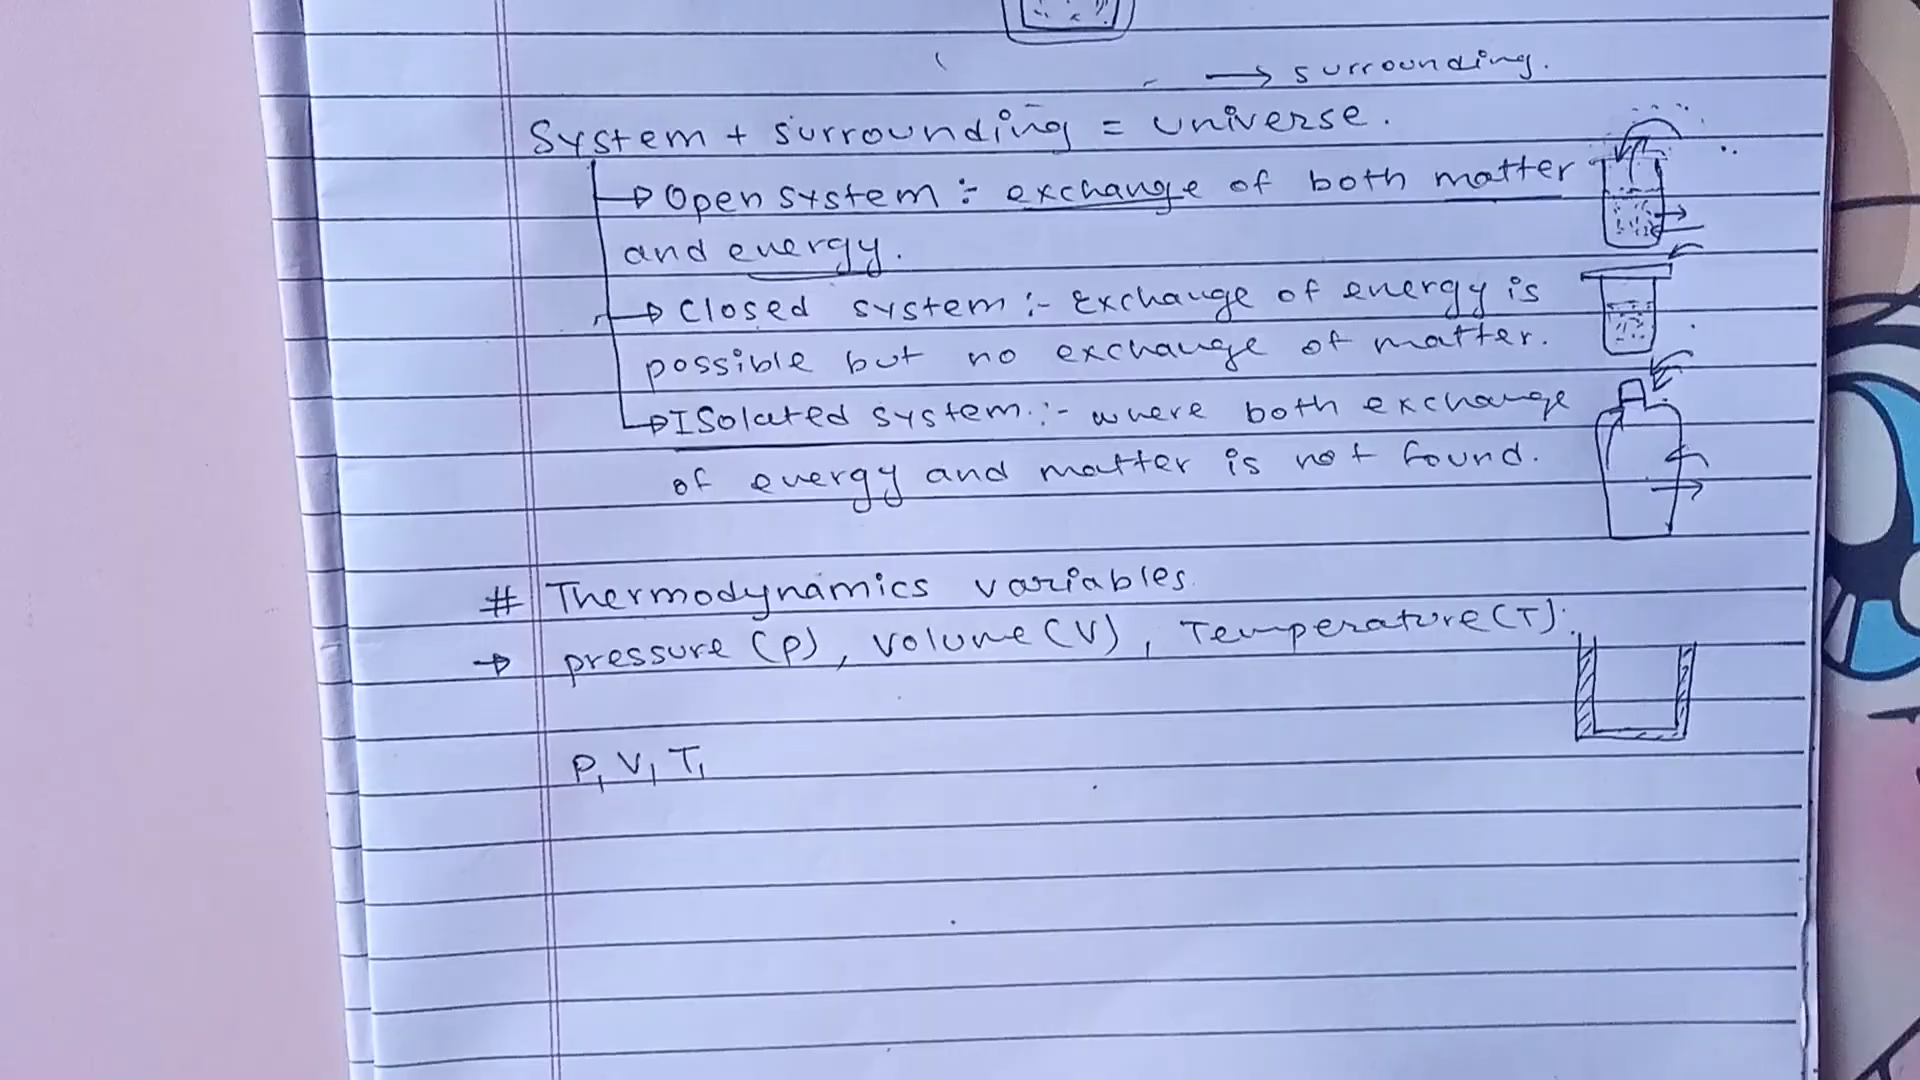 → surrounding.
System + surrounding = universe.
→ Open system :- exchange of both matter
and energy.
→ Closed system :- Exchange of energy is
possible but no exchange of matter.
→ ISolated system. :- where both exchange
of energy and matter is not found.
# Thermodynamics variables.
→ pressure (P), Volume (V), Temperature (T).
P₁ V₁ T₁